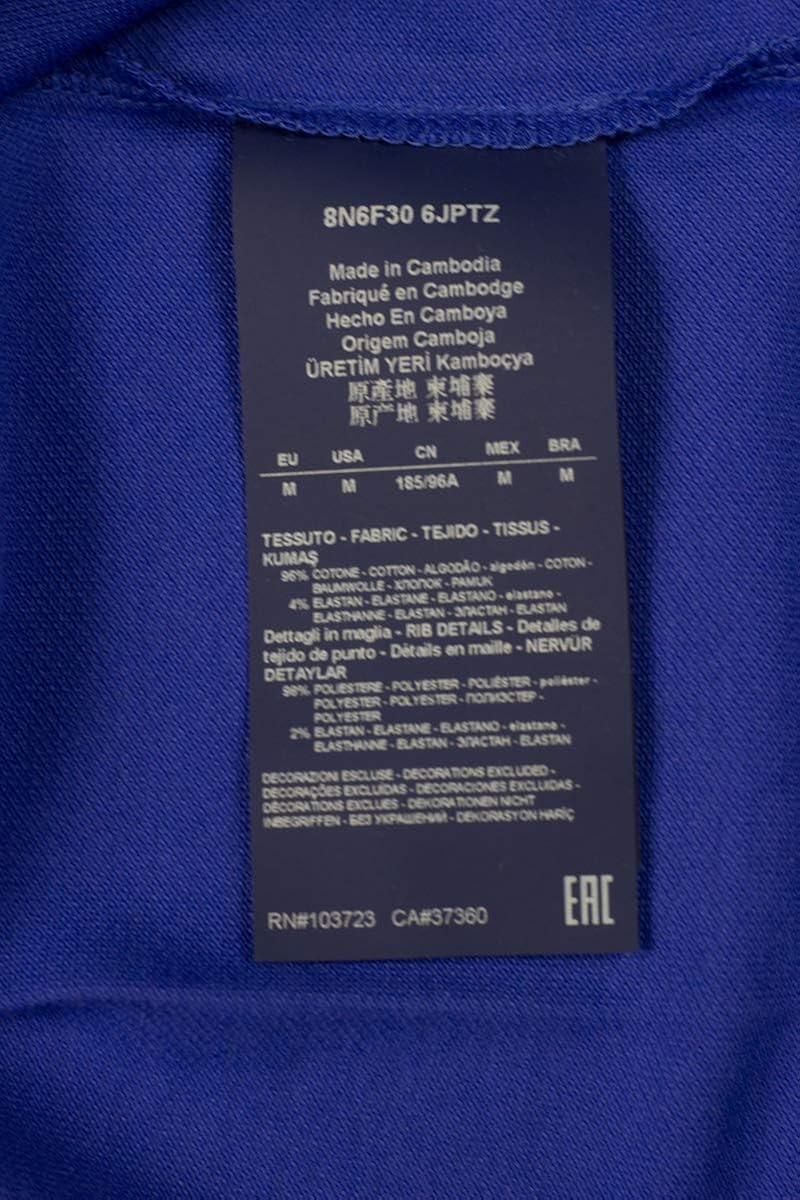 8N6F30 6JPTZ
Made in Cambodia
Fabriqué en Cambodge
Hecho En Camboya
Origem Camboja
ÜRETİM YERİ Kamboçya
原產地 柬埔寨
原产地 柬埔寨
EU USA CN MEX BRA
M M 185/96A M M
TESSUTO - FABRIC - TEJIDO - TISSUS -
KUMAŞ
96% COTONE - COTTON - ALGODÃO - algodón - COTON -
BAUMWOLLE - ХЛОПОК - PAMUK
4% ELASTAN - ELASTANE - ELASTANO - elastano -
ELASTHANNE - ELASTAN - ЭЛАСТАН - ELASTAN
Dettagli in maglia - RIB DETAILS - Detalles de
tejido de punto - Détails en maille - NERVÜR
DETAYLAR
98% POLIESTERE - POLYESTER - POLIÉSTER - poliéster -
POLYESTER - POLYESTER - ПОЛИЭСТЕР -
POLYESTER
2% ELASTAN - ELASTANE - ELASTANO - elastano -
ELASTHANNE - ELASTAN - ЭЛАСТАН - ELASTAN
DECORAZIONI ESCLUSE - DECORATIONS EXCLUDED -
DECORAÇÕES EXCLUÍDAS - DECORACIONES EXCLUIDAS -
DÉCORATIONS EXCLUES - DEKORATIONEN NICHT
INBEGRIFFEN - БЕЗ УКРАШЕНИЙ - DEKORASYON HARİÇ
RN#103723 CA#37360
EAC